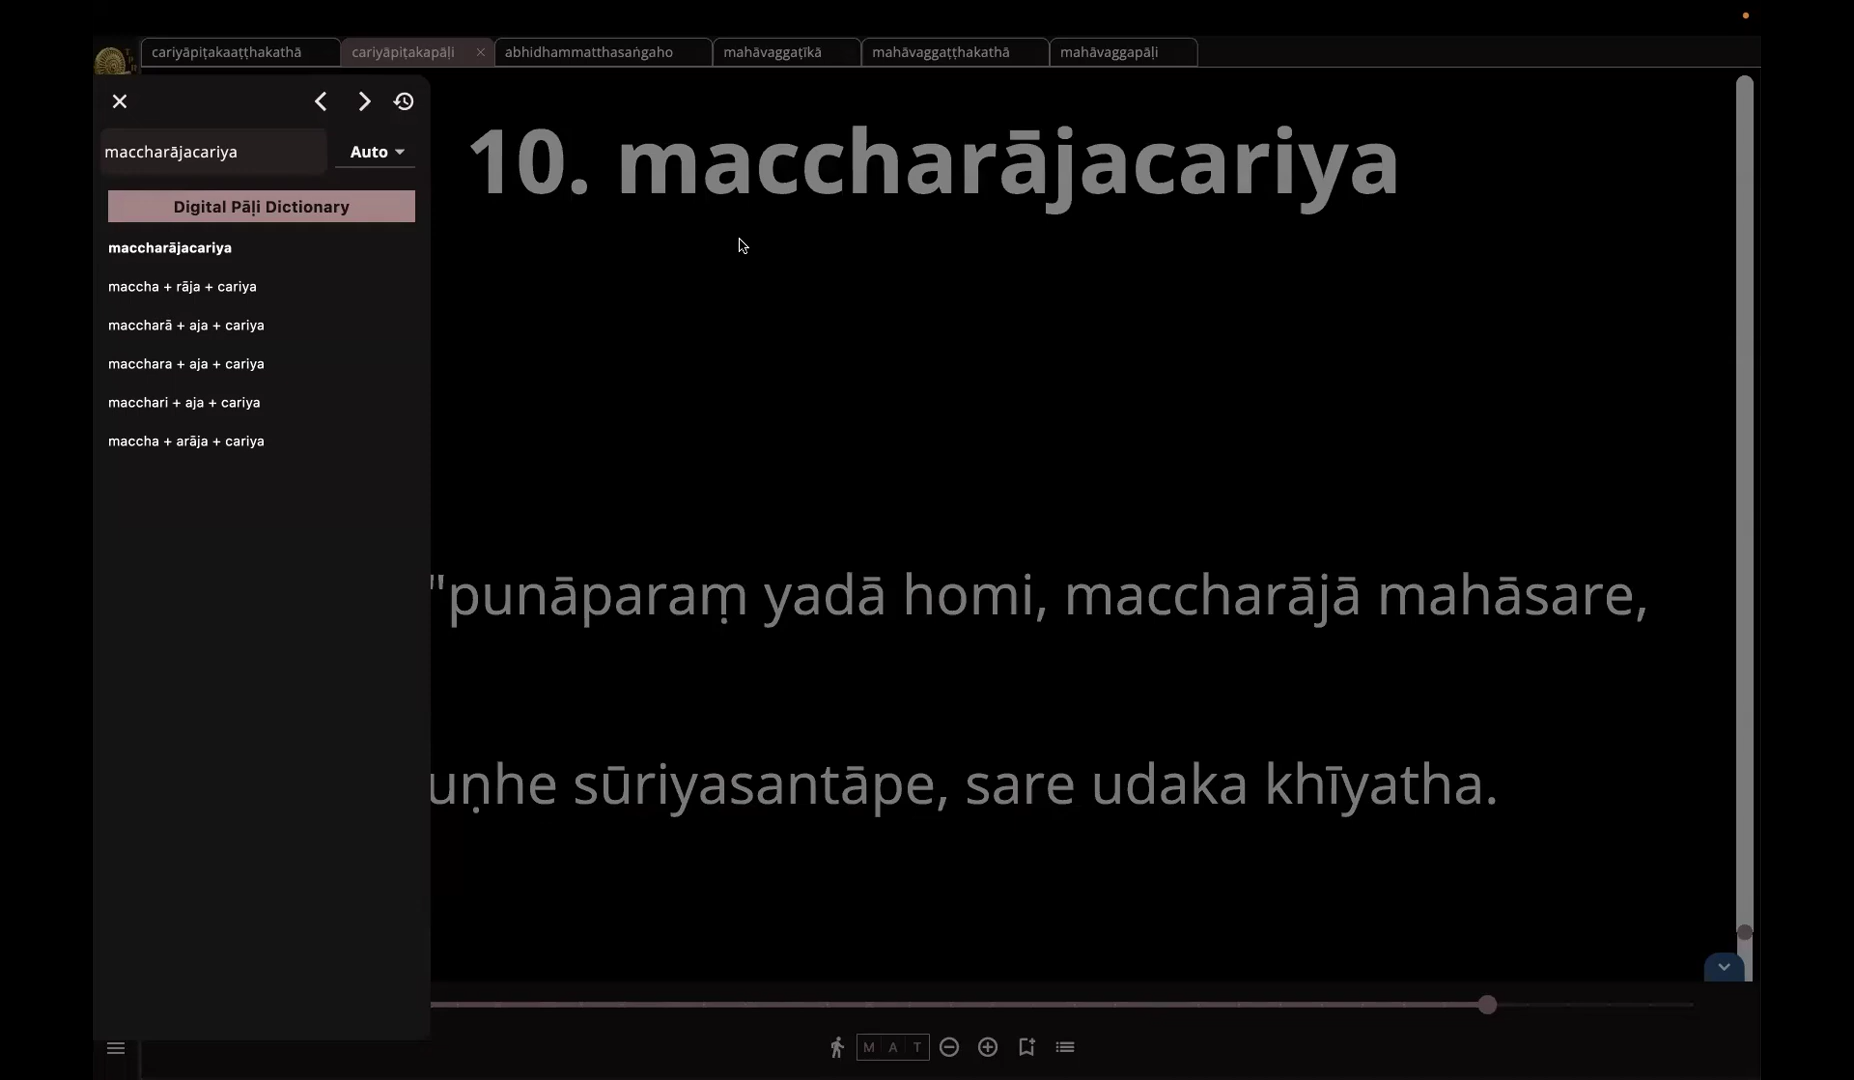 cariyāpiṭakaaṭṭhakathā
cariyāpiṭakapāḷi
abhidhammatthasaṅgaho
mahāvaggaṭīkā
mahāvaggaṭṭhakathā
mahāvaggapāḷi
maccharājacariya
Auto
Digital Pāḷi Dictionary
maccharājacariya
maccha + rāja + cariya
maccharā + aja + cariya
macchara + aja + cariya
macchari + aja + cariya
maccha + arāja + cariya
10. maccharājacariya
"punāparaṃ yadā homi, maccharājā mahāsare,
uṇhe sūriyasantāpe, sare udaka khīyatha.
M A T